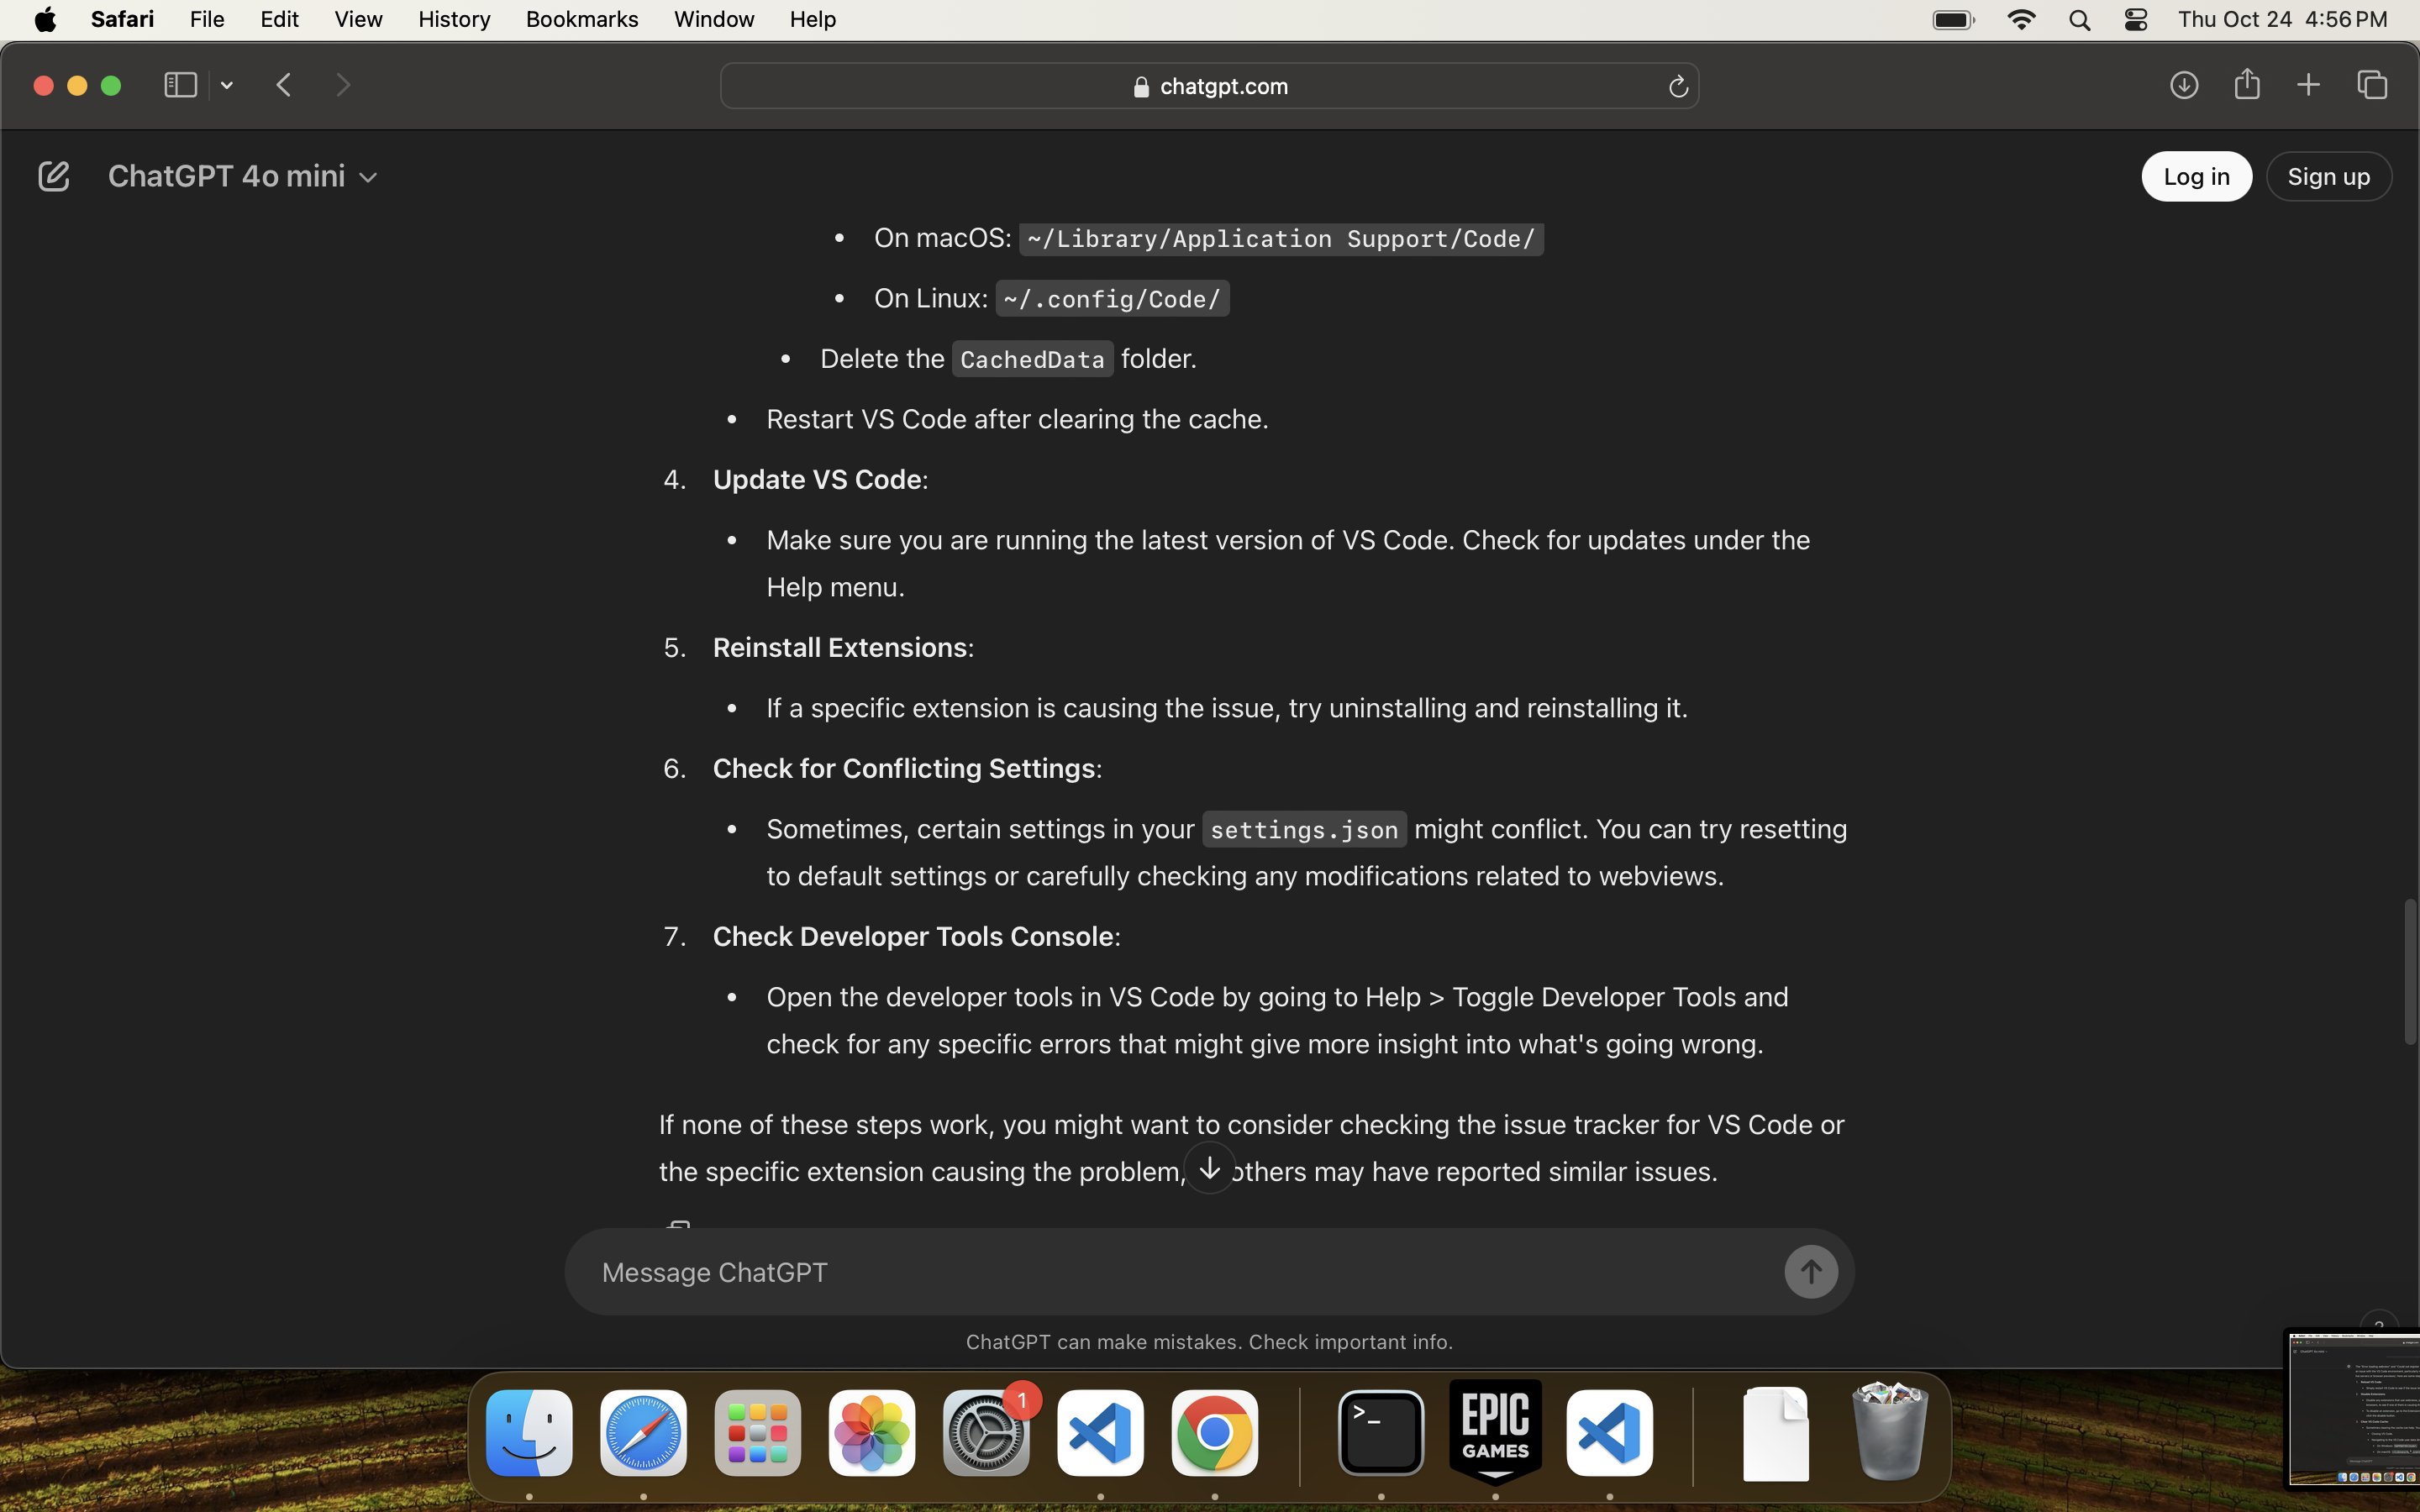 Safari File Edit View History Bookmarks Window Help Thu Oct 24 4:56 PM
chatgpt.com
ChatGPT 4o mini Log in Sign up
• On macOS: ~/Library/Application Support/Code/
• On Linux: ~/.config/Code/
• Delete the CachedData folder.
• Restart VS Code after clearing the cache.
4. Update VS Code:
• Make sure you are running the latest version of VS Code. Check for updates under the
Help menu.
5. Reinstall Extensions:
• If a specific extension is causing the issue, try uninstalling and reinstalling it.
6. Check for Conflicting Settings:
• Sometimes, certain settings in your settings.json might conflict. You can try resetting
to default settings or carefully checking any modifications related to webviews.
7. Check Developer Tools Console:
• Open the developer tools in VS Code by going to Help > Toggle Developer Tools and
check for any specific errors that might give more insight into what's going wrong.
If none of these steps work, you might want to consider checking the issue tracker for VS Code or
the specific extension causing the problem, others may have reported similar issues.
Message ChatGPT
ChatGPT can make mistakes. Check important info.
1
>_
EPIC
GAMES